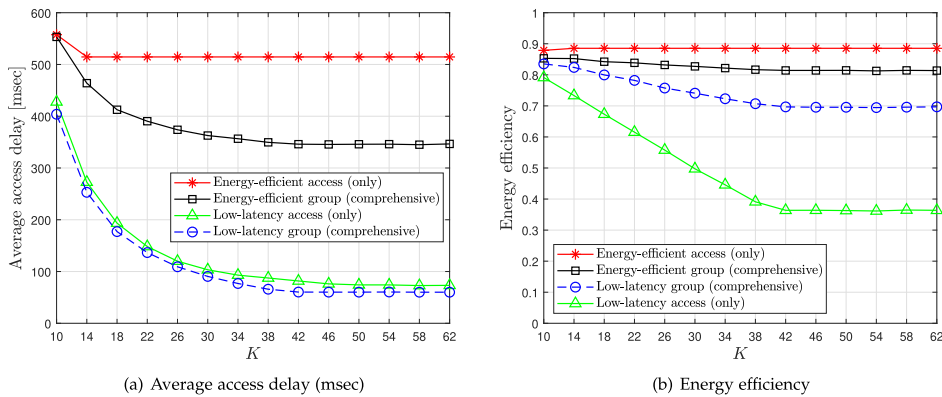 600
500
400
300
200
100
0
Average access delay [msec]
Energy-efficient access (only)
Energy-efficient group (comprehensive)
Low-latency access (only)
Low-latency group (comprehensive)
10 14 18 22 26 30 34 38 42 46 50 54 58 62
K
(a) Average access delay (msec)
1
0.9
0.8
0.7
0.6
0.5
0.4
0.3
0.2
0.1
0
Energy efficiency
Energy-efficient access (only)
Energy-efficient group (comprehensive)
Low-latency group (comprehensive)
Low-latency access (only)
10 14 18 22 26 30 34 38 42 46 50 54 58 62
K
(b) Energy efficiency